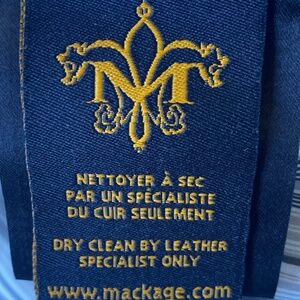 M
NETTOYER À SEC
PAR UN SPÉCIALISTE
DU CUIR SEULEMENT
DRY CLEAN BY LEATHER
SPECIALIST ONLY
www.mackage.com